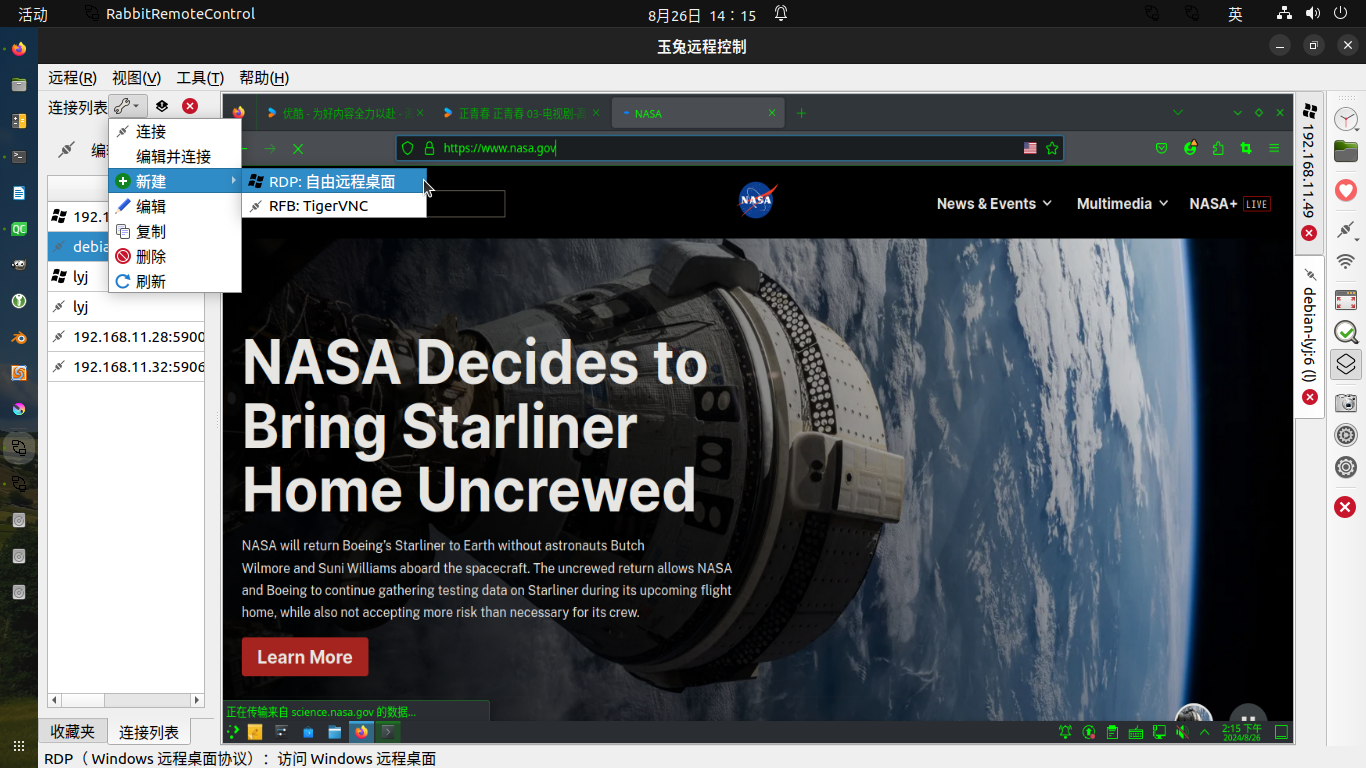 活动
RabbitRemoteControl
8月26日 14：15
英
玉兔远程控制
远程(R) 视图(V) 工具(T) 帮助(H)
连接列表
连接
编辑并连接
新建
编辑
复制
删除
刷新
RDP: 自由远程桌面
RFB: TigerVNC
192.1
debia
lyj
lyj
192.168.11.28:5900
192.168.11.32:5906
收藏夹
连接列表
优酷 - 为好内容全力以赴 -
正青春 正青春 03-电视剧-
NASA
https://www.nasa.gov
NASA
News & Events
Multimedia
NASA+ LIVE
NASA Decides to
Bring Starliner
Home Uncrewed
NASA will return Boeing's Starliner to Earth without astronauts Butch
Wilmore and Suni Williams aboard the spacecraft. The uncrewed return allows NASA
and Boeing to continue gathering testing data on Starliner during its upcoming flight
home, while also not accepting more risk than necessary for its crew.
Learn More
正在传输来自 science.nasa.gov 的数据...
2:15 下午
2024/8/26
192.168.11.49
debian-lyj:6 (l)
RDP（ Windows 远程桌面协议）：访问 Windows 远程桌面